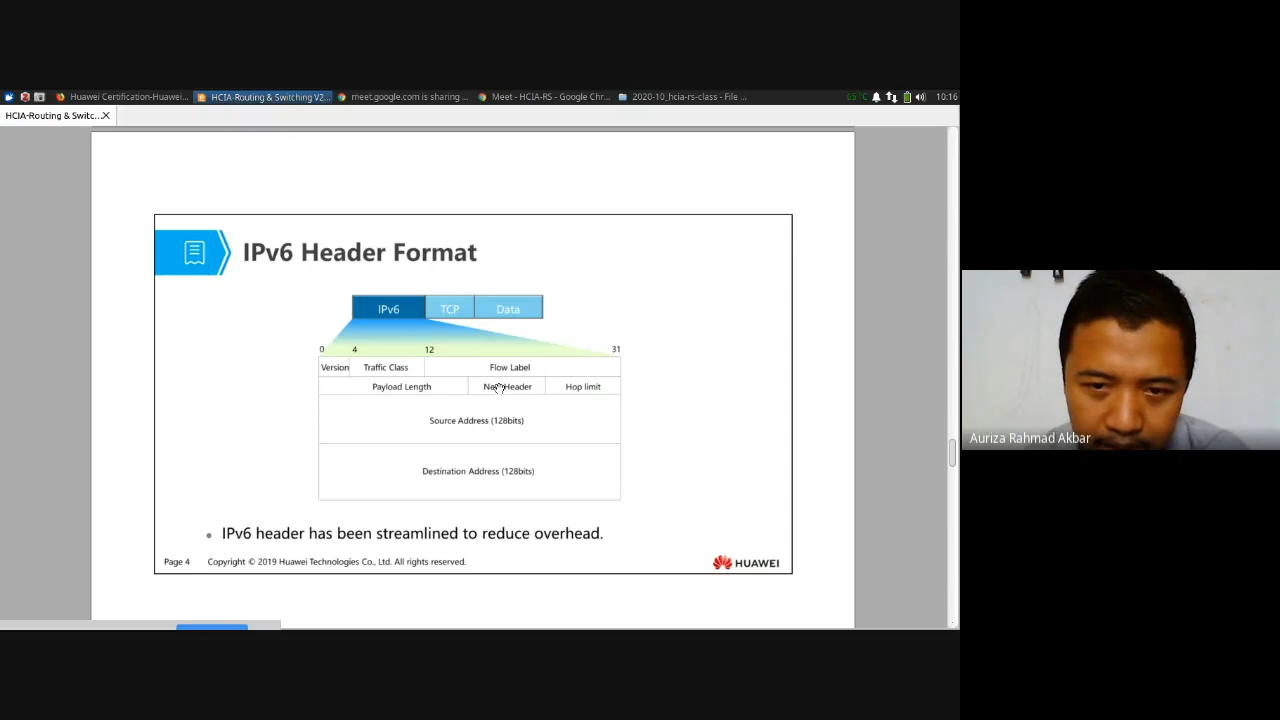 Huawei Certification-Huawei... HCIA-Routing & Switching V2... meet.google.com is sharing ... Meet - HCIA-RS - Google Chr... 2020-10_hcia-rs-class - File ... 65°C 10:16
HCIA-Routing & Switc...
IPv6 Header Format
IPv6 TCP Data
0 4 12 31
Version Traffic Class Flow Label
Payload Length Next Header Hop limit
Source Address (128bits)
Destination Address (128bits)
• IPv6 header has been streamlined to reduce overhead.
Page 4 Copyright © 2019 Huawei Technologies Co., Ltd. All rights reserved. HUAWEI
Auriza Rahmad Akbar